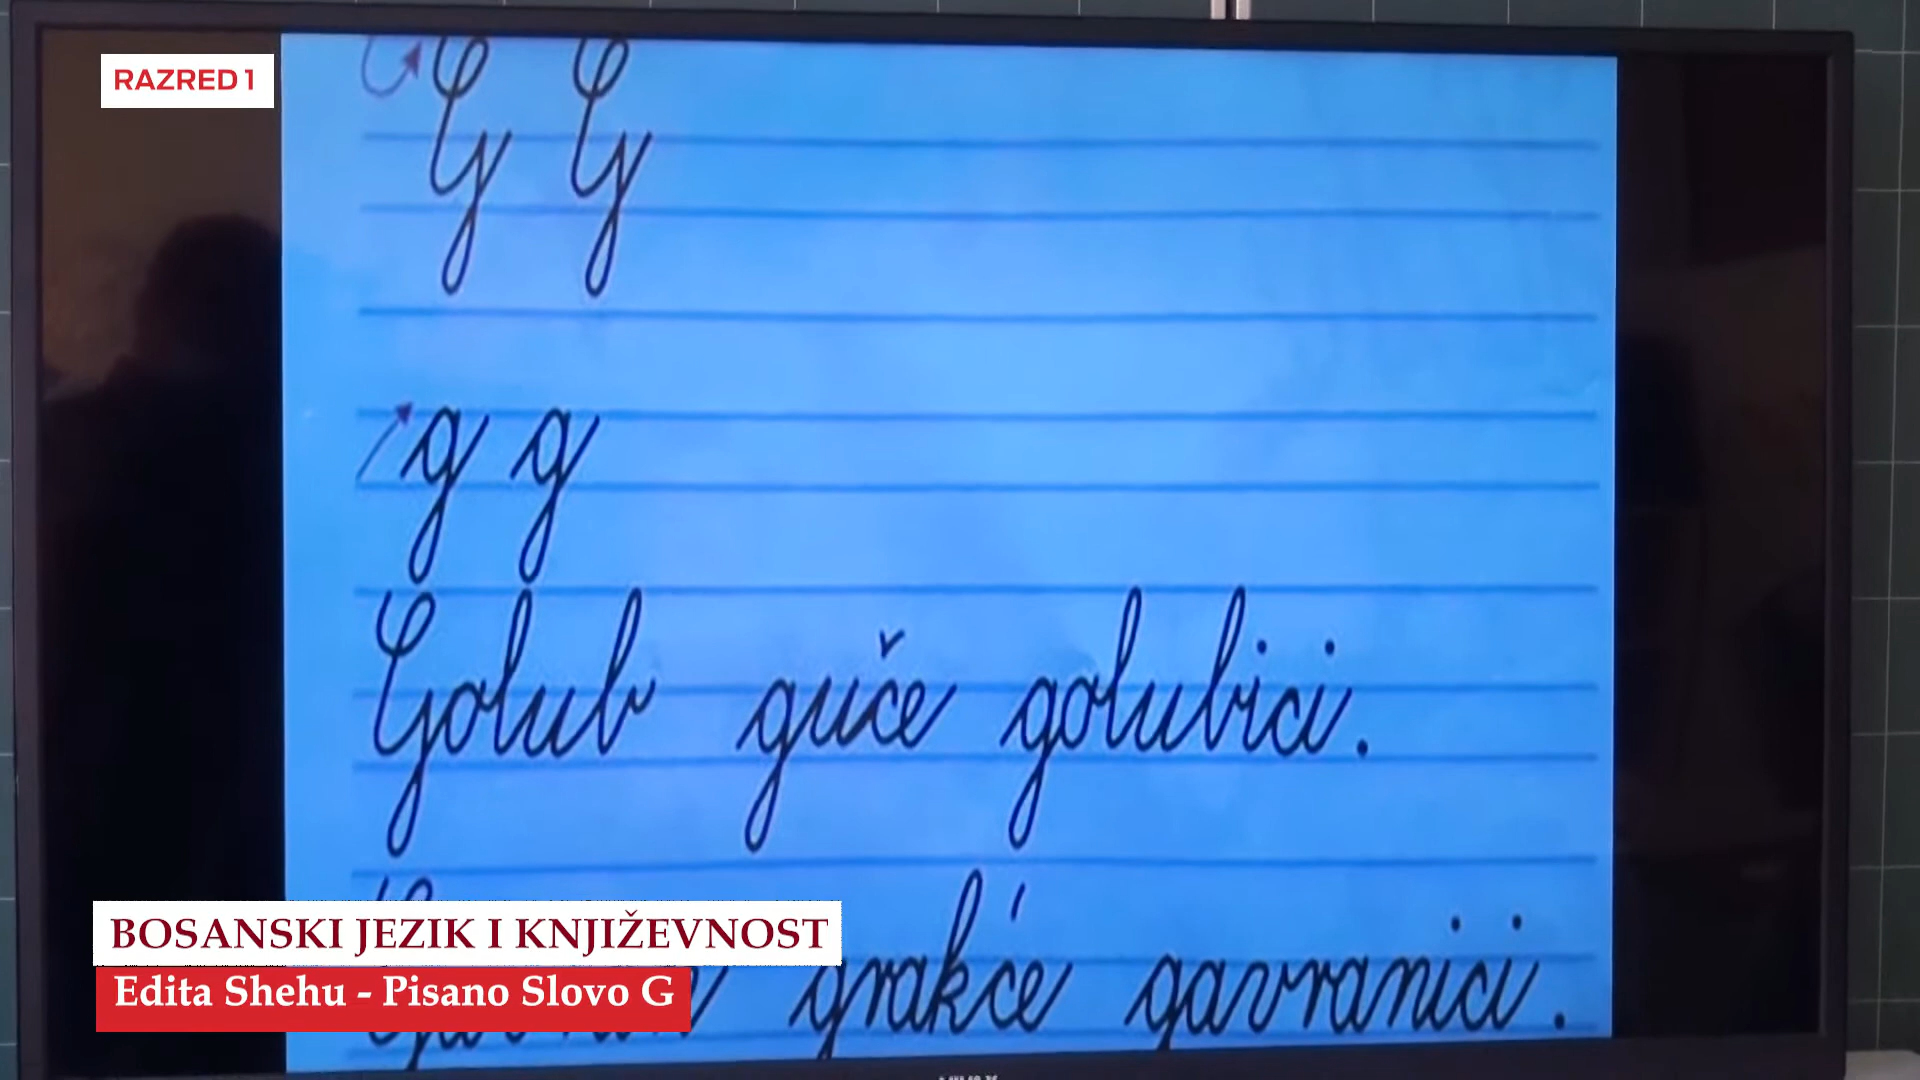 RAZRED 1
G G
g g
Golub guče golubici.
grakće gavranici.
BOSANSKI JEZIK I KNJIŽEVNOST
Edita Shehu - Pisano Slovo G